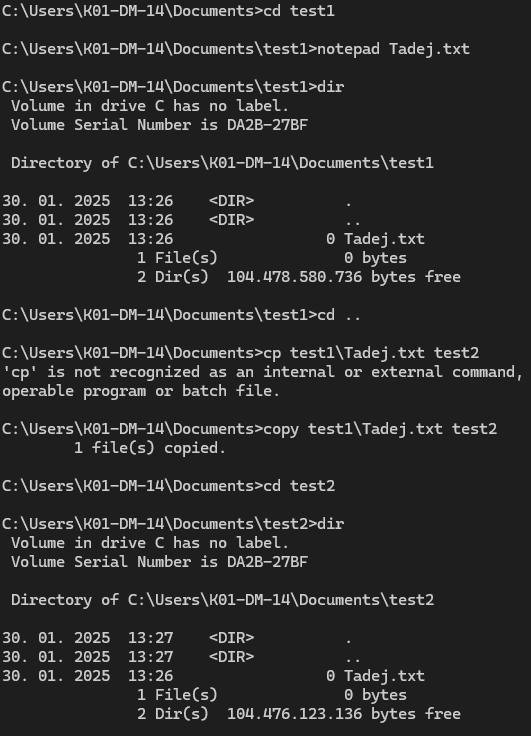 C:\Users\K01-DM-14\Documents>cd test1
C:\Users\K01-DM-14\Documents\test1>notepad Tadej.txt
C:\Users\K01-DM-14\Documents\test1>dir
 Volume in drive C has no label.
 Volume Serial Number is DA2B-27BF
 Directory of C:\Users\K01-DM-14\Documents\test1
30. 01. 2025  13:26    <DIR>          .
30. 01. 2025  13:26    <DIR>          ..
30. 01. 2025  13:26                 0 Tadej.txt
               1 File(s)              0 bytes
               2 Dir(s)  104.478.580.736 bytes free
C:\Users\K01-DM-14\Documents\test1>cd ..
C:\Users\K01-DM-14\Documents>cp test1\Tadej.txt test2
'cp' is not recognized as an internal or external command,
operable program or batch file.
C:\Users\K01-DM-14\Documents>copy test1\Tadej.txt test2
        1 file(s) copied.
C:\Users\K01-DM-14\Documents>cd test2
C:\Users\K01-DM-14\Documents\test2>dir
 Volume in drive C has no label.
 Volume Serial Number is DA2B-27BF
 Directory of C:\Users\K01-DM-14\Documents\test2
30. 01. 2025  13:27    <DIR>          .
30. 01. 2025  13:27    <DIR>          ..
30. 01. 2025  13:26                 0 Tadej.txt
               1 File(s)              0 bytes
               2 Dir(s)  104.476.123.136 bytes free